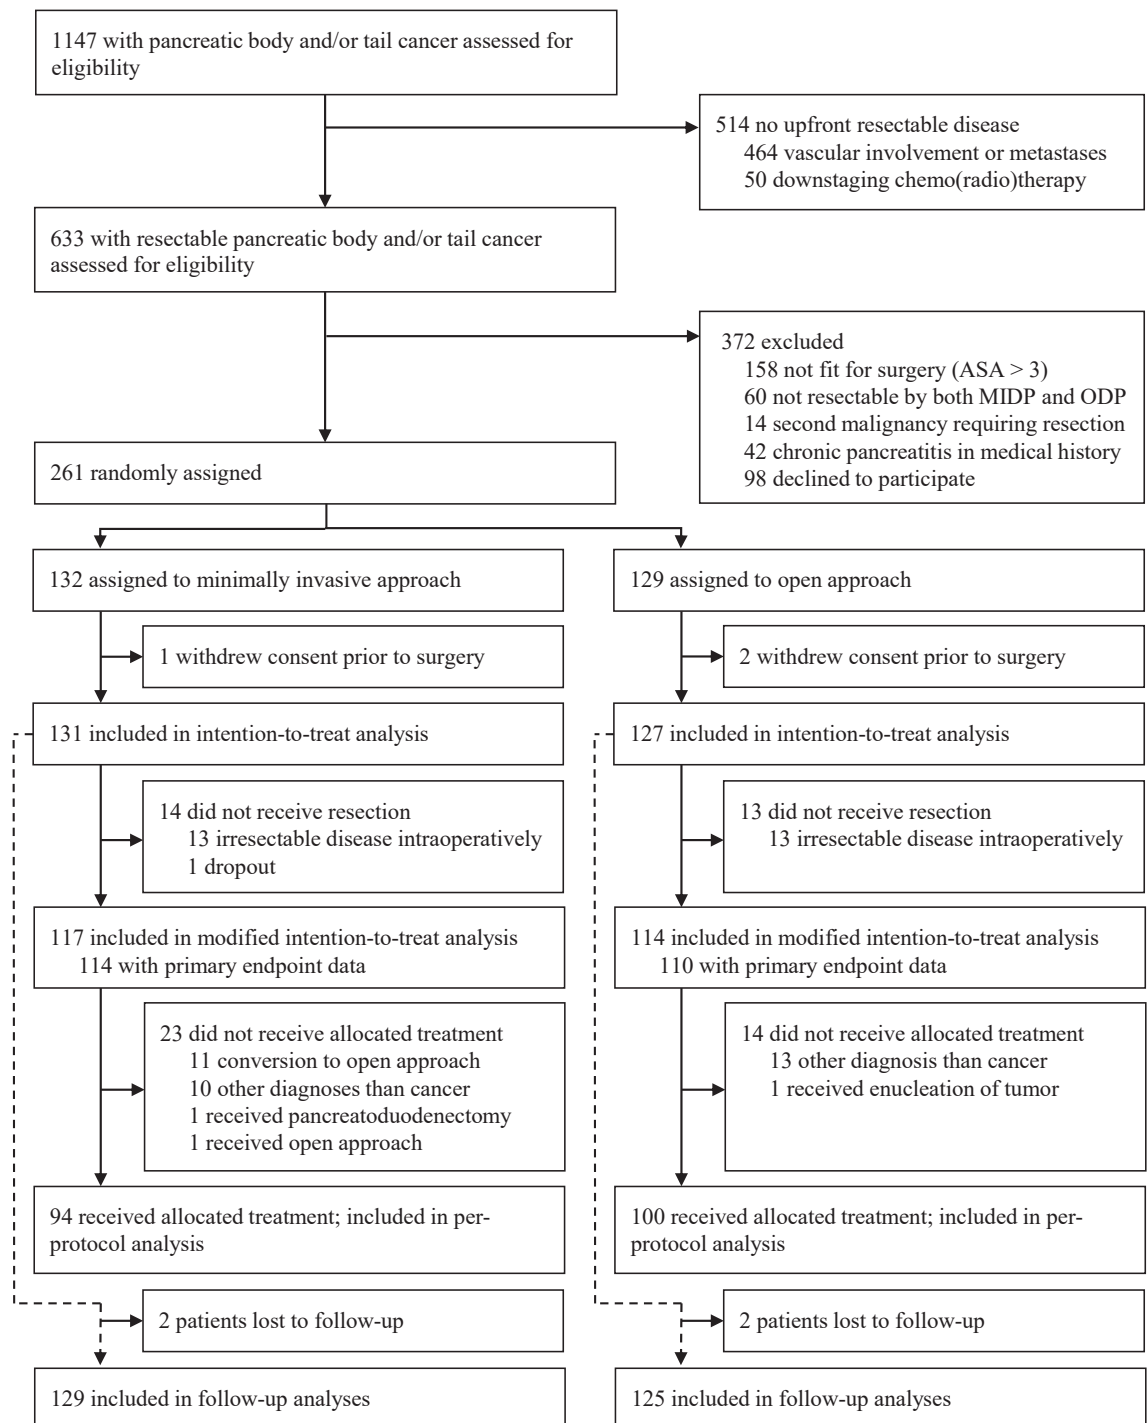 1147 with pancreatic body and/or tail cancer assessed for
eligibility
514 no upfront resectable disease
464 vascular involvement or metastases
50 downstaging chemo(radio)therapy
633 with resectable pancreatic body and/or tail cancer
assessed for eligibility
372 excluded
158 not fit for surgery (ASA > 3)
60 not resectable by both MIDP and ODP
14 second malignancy requiring resection
42 chronic pancreatitis in medical history
98 declined to participate
261 randomly assigned
132 assigned to minimally invasive approach
129 assigned to open approach
1 withdrew consent prior to surgery
2 withdrew consent prior to surgery
131 included in intention-to-treat analysis
127 included in intention-to-treat analysis
14 did not receive resection
13 irresectable disease intraoperatively
1 dropout
13 did not receive resection
13 irresectable disease intraoperatively
117 included in modified intention-to-treat analysis
114 with primary endpoint data
114 included in modified intention-to-treat analysis
110 with primary endpoint data
23 did not receive allocated treatment
11 conversion to open approach
10 other diagnoses than cancer
1 received pancreatoduodenectomy
1 received open approach
14 did not receive allocated treatment
13 other diagnosis than cancer
1 received enucleation of tumor
94 received allocated treatment; included in per-
protocol analysis
100 received allocated treatment; included in per-
protocol analysis
2 patients lost to follow-up
2 patients lost to follow-up
129 included in follow-up analyses
125 included in follow-up analyses